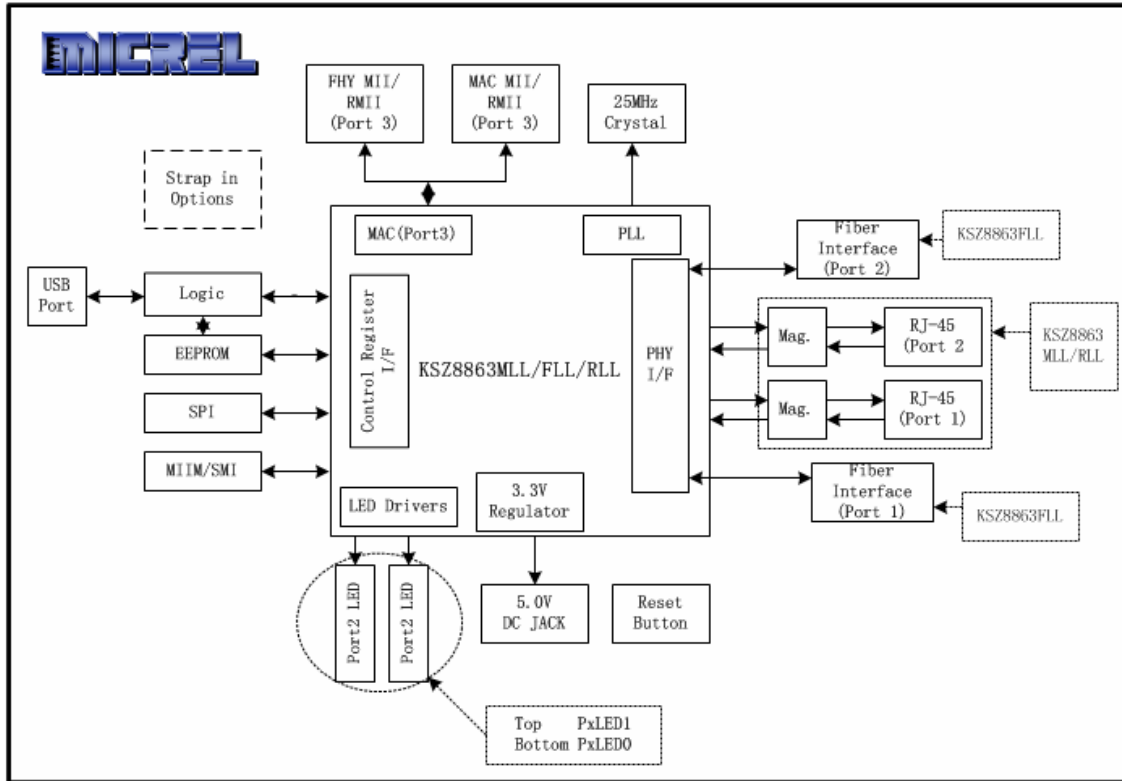 MICREL
FHY MII/
RMII
(Port 3)
MAC MII/
RMII
(Port 3)
25MHz
Crystal
Strap in
Options
MAC(Port3)
PLL
Fiber
Interface
(Port 2)
KSZ8863FLL
USB
Port
Logic
EEPROM
SPI
MIIM/SMI
Control Register
I/F
KSZ8863MLL/FLL/RLL
PHY
I/F
Mag.
RJ-45
(Port 2
KSZ8863
MLL/RLL
Mag.
RJ-45
(Port 1)
Fiber
Interface
(Port 1)
KSZ8863FLL
LED Drivers
3.3V
Regulator
Port2 LED
Port2 LED
5.0V
DC JACK
Reset
Button
Top PxLED1
Bottom PxLED0